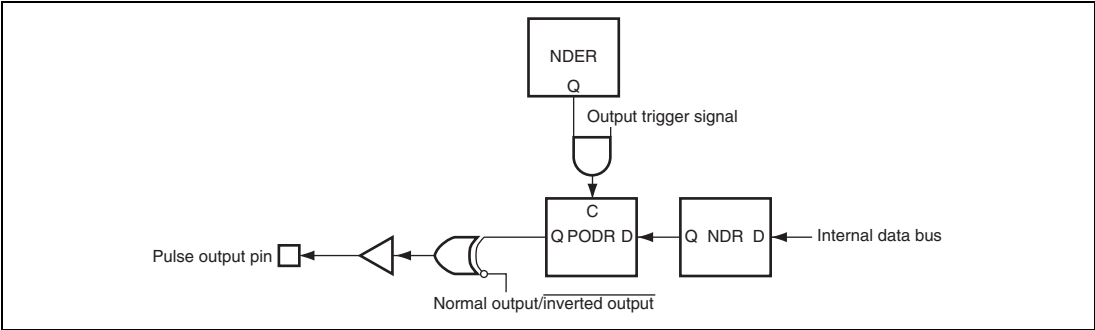 NDER
Q
Output trigger signal
C
Q PODR D
Q NDR D
Internal data bus
Pulse output pin
Normal output/inverted output